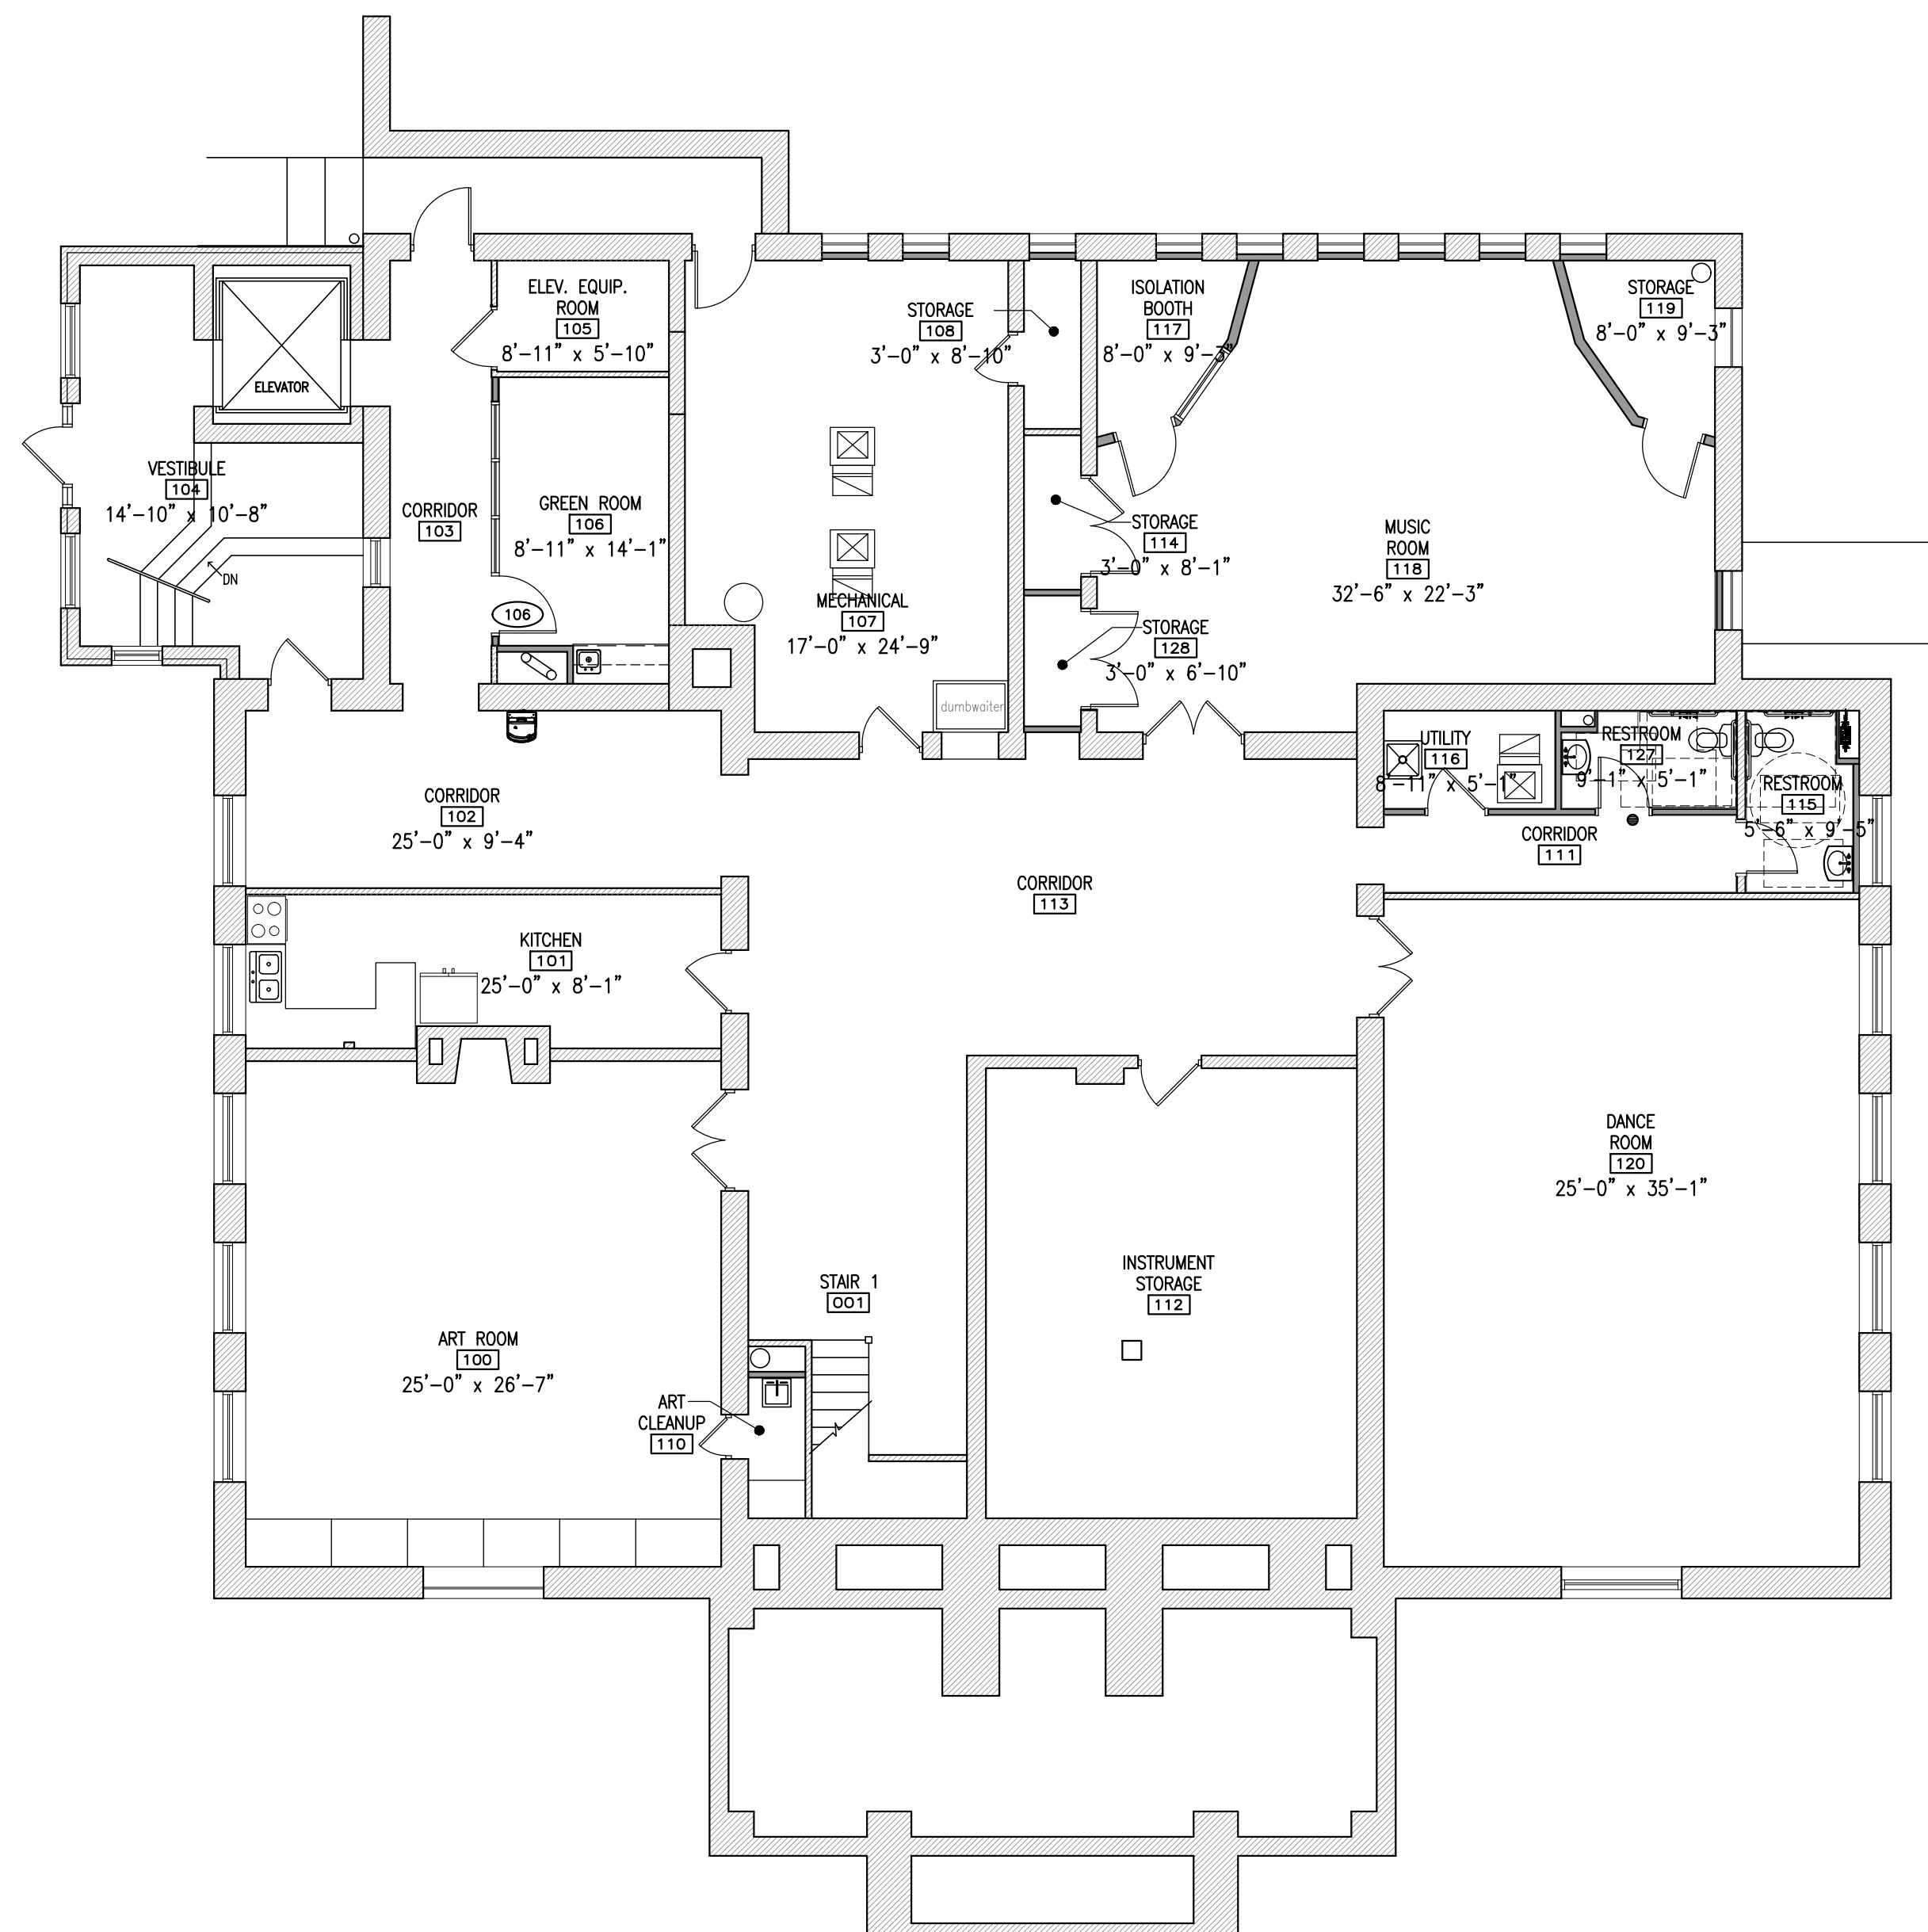 ELEV. EQUIP.
ROOM
105
8'-11" x 5'-10"
STORAGE
108
3'-0" x 8'-10"
ISOLATION
BOOTH
117
8'-0" x 9'-3"
STORAGE
119
8'-0" x 9'-3"
ELEVATOR
VESTIBULE
104
14'-10" x 10'-8"
DN
CORRIDOR
103
GREEN ROOM
106
8'-11" x 14'-1"
106
MECHANICAL
107
17'-0" x 24'-9"
STORAGE
114
3'-0" x 8'-1"
STORAGE
128
3'-0" x 6'-10"
MUSIC
ROOM
118
32'-6" x 22'-3"
dumbwaiter
UTILITY
116
8'-11" x 5'-1"
RESTROOM
127
9'-1" x 5'-1"
RESTROOM
115
5'-6" x 9'-5"
CORRIDOR
102
25'-0" x 9'-4"
CORRIDOR
111
CORRIDOR
113
KITCHEN
101
25'-0" x 8'-1"
DANCE
ROOM
120
25'-0" x 35'-1"
STAIR 1
001
INSTRUMENT
STORAGE
112
ART ROOM
100
25'-0" x 26'-7"
ART
CLEANUP
110